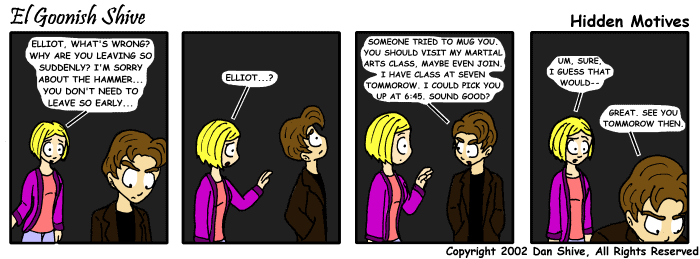 El Goonish Shive
Hidden Motives
ELLIOT, WHAT'S WRONG?
WHY ARE YOU LEAVING SO
SUDDENLY? I'M SORRY
ABOUT THE HAMMER...
YOU DON'T NEED TO
LEAVE SO EARLY...
ELLIOT...?
SOMEONE TRIED TO MUG YOU.
YOU SHOULD VISIT MY MARTIAL
ARTS CLASS, MAYBE EVEN JOIN.
I HAVE CLASS AT SEVEN
TOMMOROW. I COULD PICK YOU
UP AT 6:45. SOUND GOOD?
UM, SURE,
I GUESS THAT
WOULD--
GREAT. SEE YOU
TOMMOROW THEN.
Copyright 2002 Dan Shive, All Rights Reserved